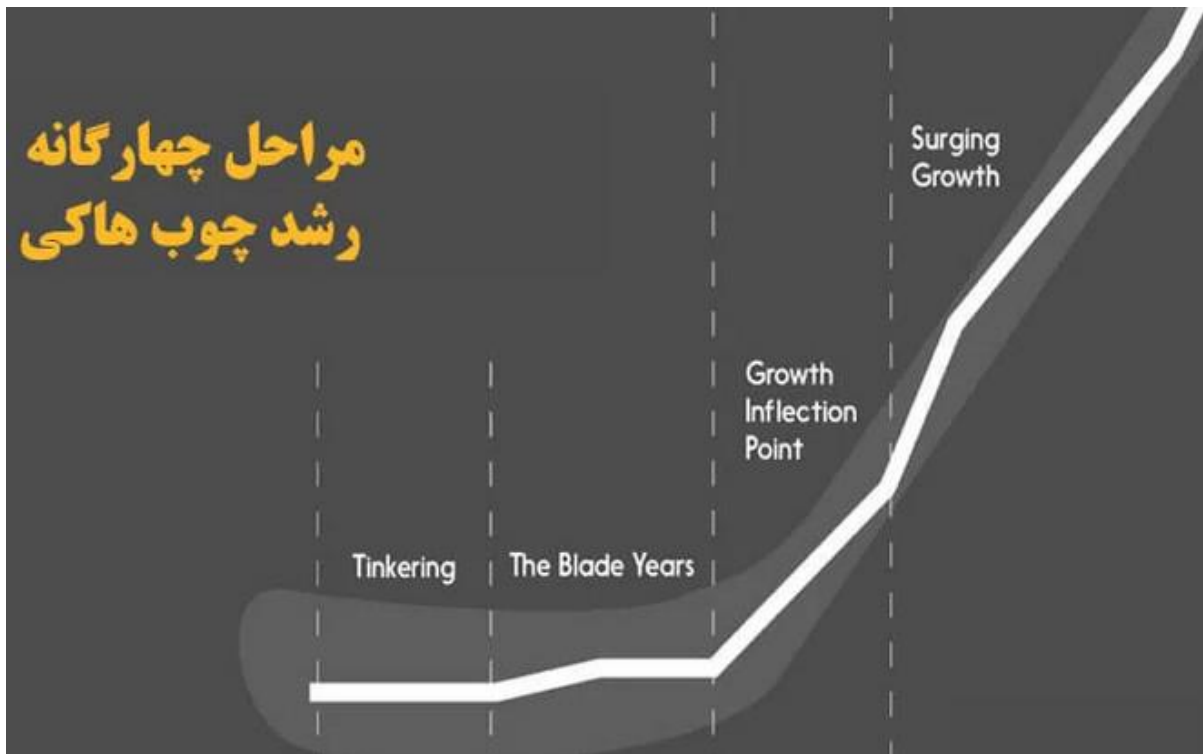 مراحل چهارگانه
رشد چوب هاکی
Tinkering
The Blade Years
Growth
Inflection
Point
Surging
Growth